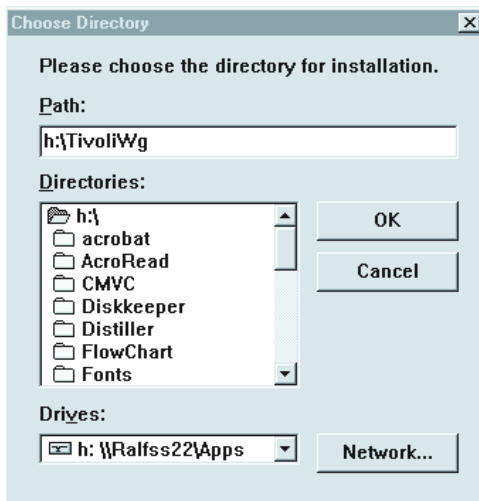 Choose Directory
Please choose the directory for installation.
Path:
h:\TivoliWg
Directories:
h:\
acrobat
AcroRead
CMVC
Diskkeeper
Distiller
FlowChart
Fonts
OK
Cancel
Drives:
h: \\Ralfss22\Apps
Network...